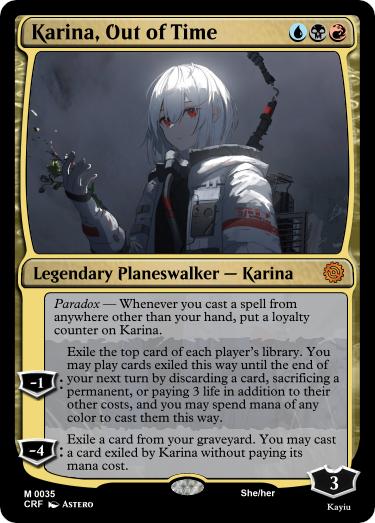 Karina, Out of Time
Legendary Planeswalker — Karina
Paradox — Whenever you cast a spell from
anywhere other than your hand, put a loyalty
counter on Karina.
-1 : Exile the top card of each player's library. You
may play cards exiled this way until the end of
your next turn by discarding a card, sacrificing a
permanent, or paying 3 life in addition to their
other costs, and you may spend mana of any
color to cast them this way.
-4 : Exile a card from your graveyard. You may cast
a card exiled by Karina without paying its
mana cost.
3
M 0035
CRF Astero
She/her
Kayiu